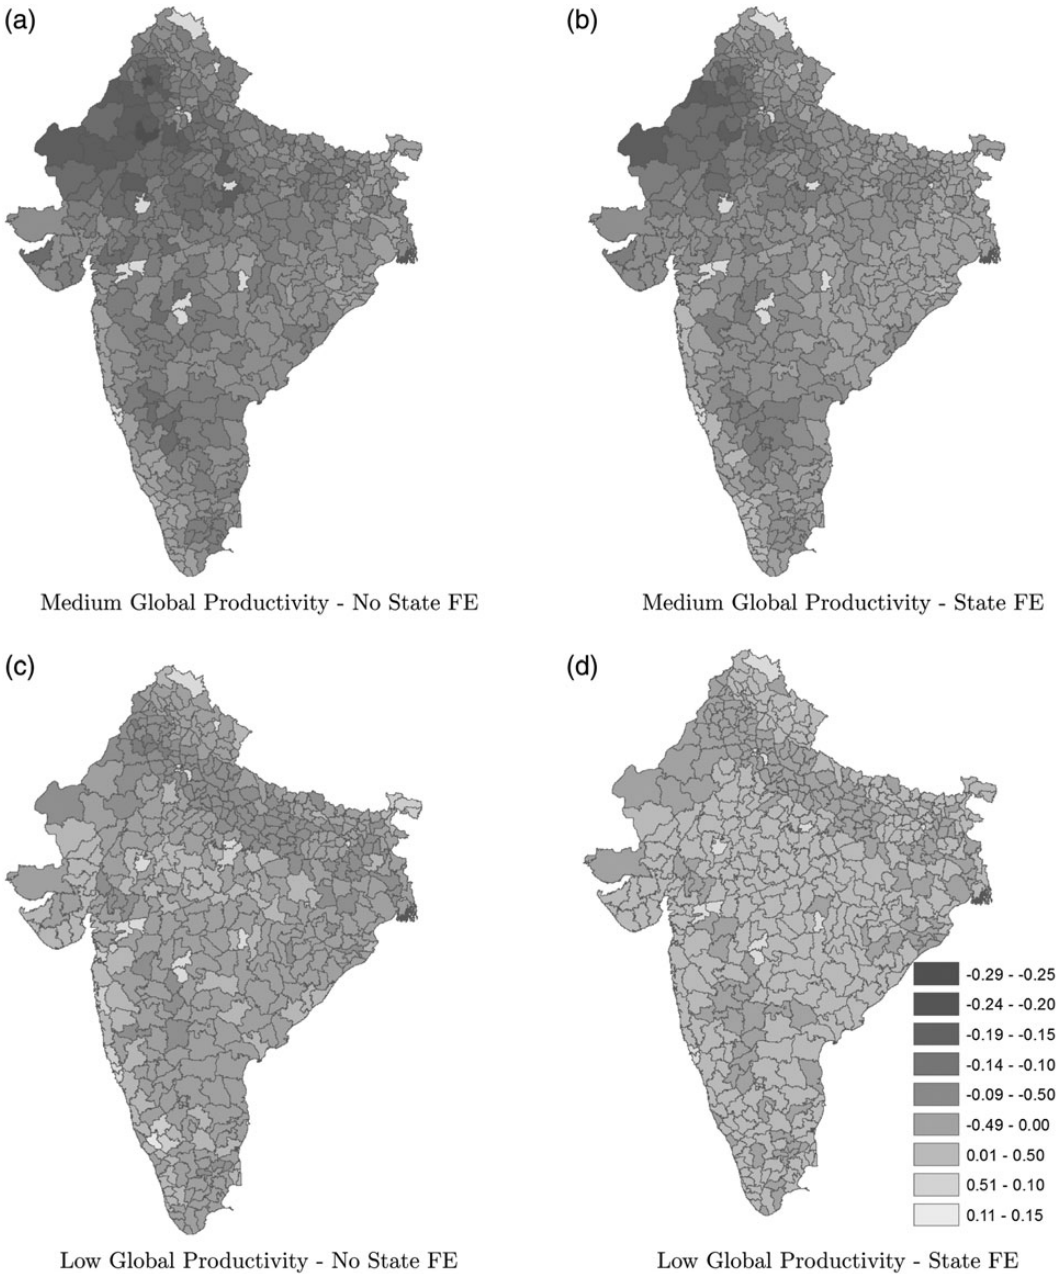 (a)
(b)
Medium Global Productivity - No State FE
Medium Global Productivity - State FE
(c)
(d)
-0.29 - -0.25
-0.24 - -0.20
-0.19 - -0.15
-0.14 - -0.10
-0.09 - -0.50
-0.49 - 0.00
0.01 - 0.50
0.51 - 0.10
0.11 - 0.15
Low Global Productivity - No State FE
Low Global Productivity - State FE